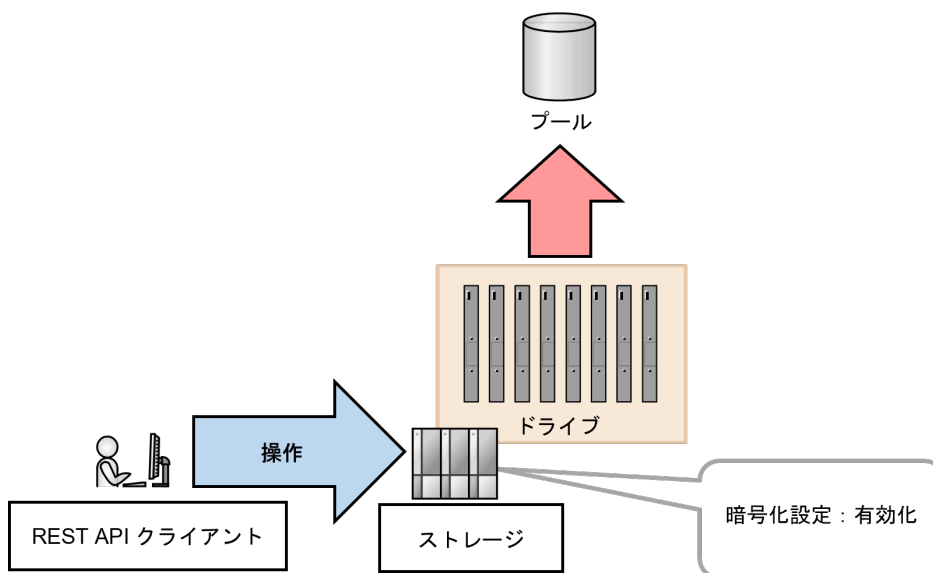 プール
ドライブ
操作
REST API クライアント
ストレージ
暗号化設定：有効化